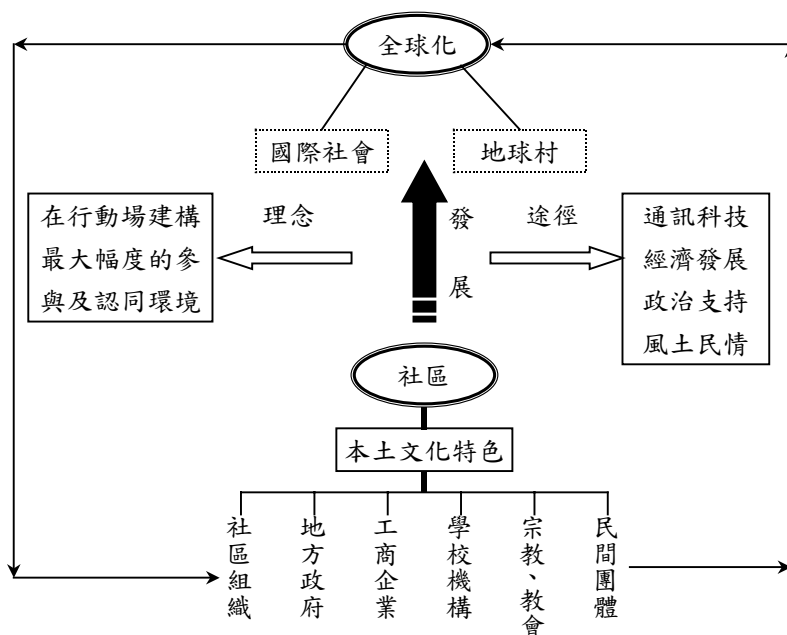 全球化
國際社會
地球村
理念
在行動場建構
最大幅度的參
與及認同環境
發展
途徑
通訊科技
經濟發展
政治支持
風土民情
社區
本土文化特色
社區組織
地方政府
工商企業
學校機構
宗教、教會
民間團體